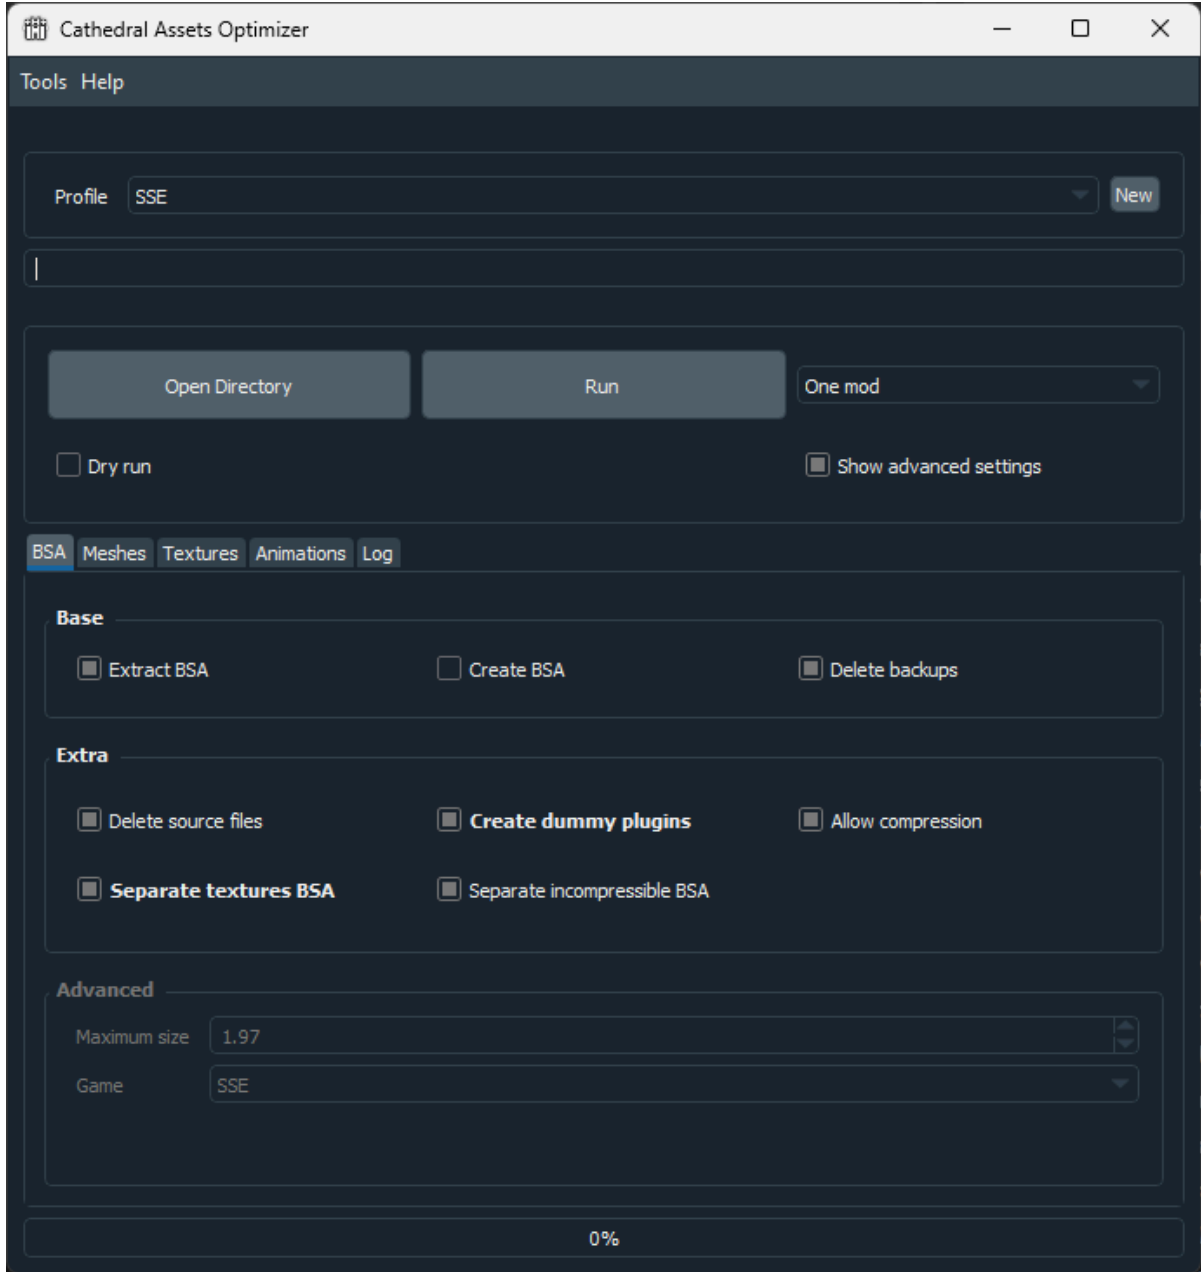 Cathedral Assets Optimizer
Tools Help
Profile SSE New
Open Directory Run One mod
Dry run Show advanced settings
BSA Meshes Textures Animations Log
Base
Extract BSA Create BSA Delete backups
Extra
Delete source files Create dummy plugins Allow compression
Separate textures BSA Separate incompressible BSA
Advanced
Maximum size 1.97
Game SSE
0%